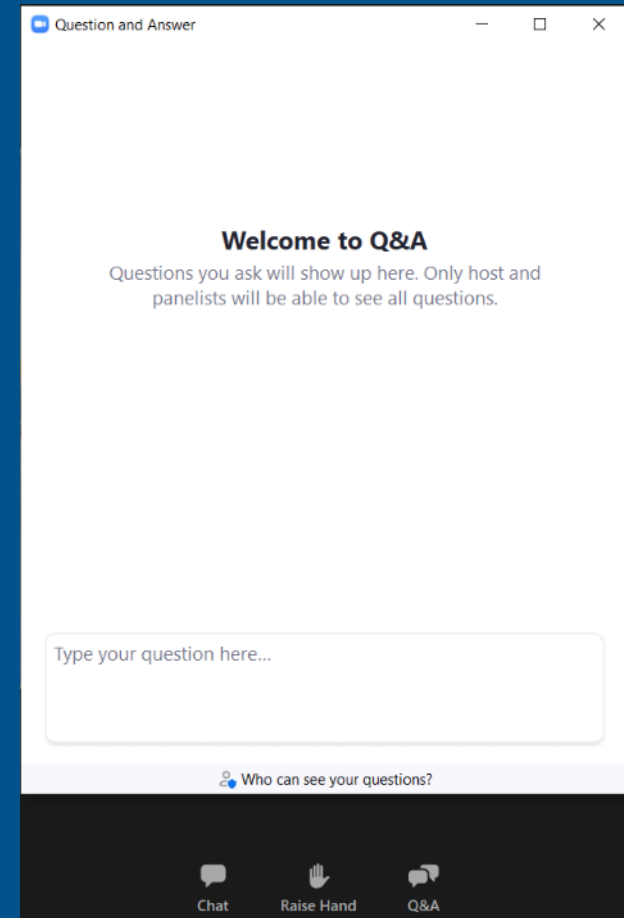 Question and Answer
Welcome to Q&A
Questions you ask will show up here. Only host and
panelists will be able to see all questions.
Type your question here...
Who can see your questions?
Chat Raise Hand Q&A